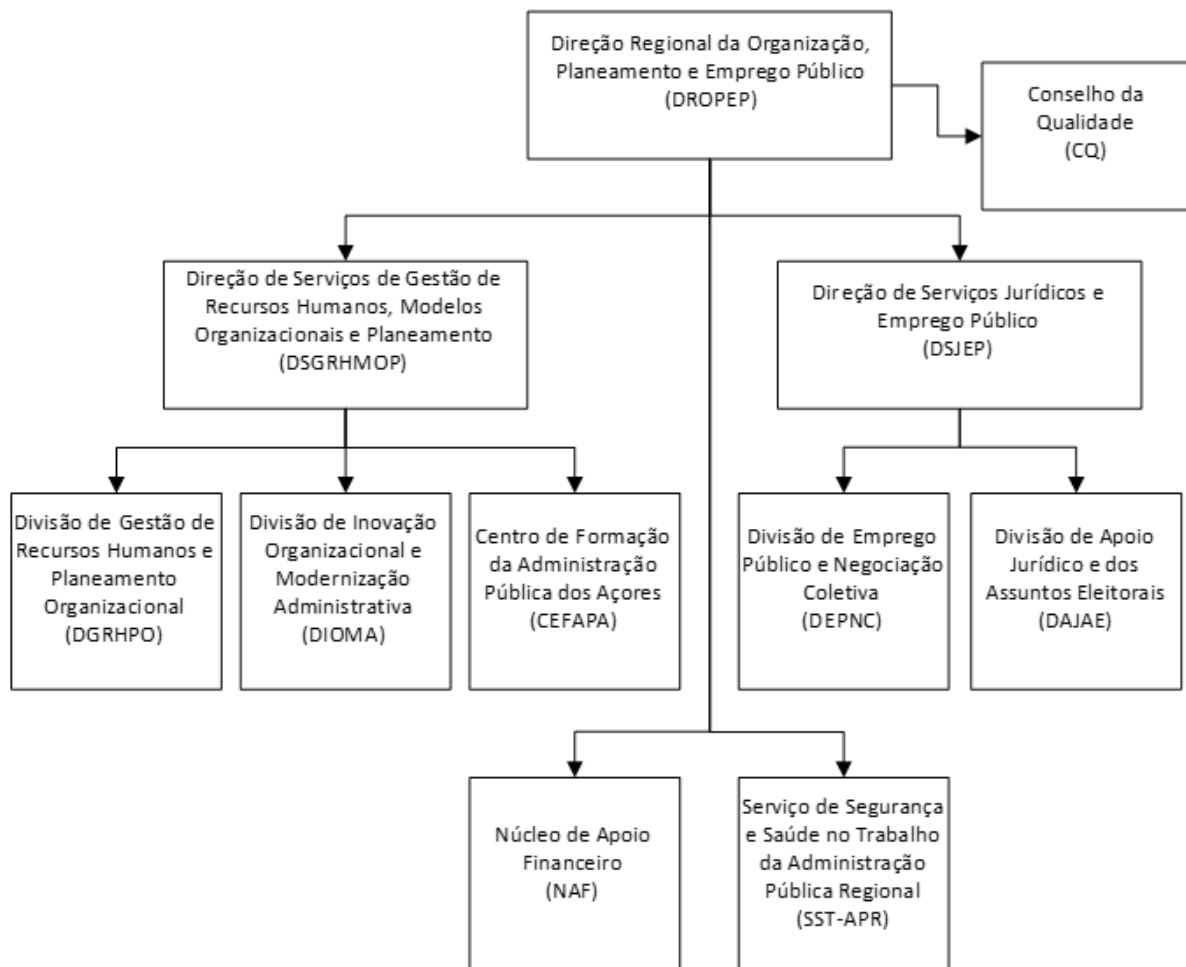 Direção Regional da Organização,
Planeamento e Emprego Público
(DROPEP)
Conselho da
Qualidade
(CQ)
Direção de Serviços de Gestão de
Recursos Humanos, Modelos
Organizacionais e Planeamento
(DSGRHMOP)
Direção de Serviços Jurídicos e
Emprego Público
(DSJEP)
Divisão de Gestão de
Recursos Humanos e
Planeamento
Organizacional
(DGRHPO)
Divisão de Inovação
Organizacional e
Modernização
Administrativa
(DIOMA)
Centro de Formação
da Administração
Pública dos Açores
(CEFAPA)
Divisão de Emprego
Público e Negociação
Coletiva
(DEPNC)
Divisão de Apoio
Jurídico e dos
Assuntos Eleitorais
(DAJAE)
Núcleo de Apoio
Financeiro
(NAF)
Serviço de Segurança
e Saúde no Trabalho
da Administração
Pública Regional
(SST-APR)